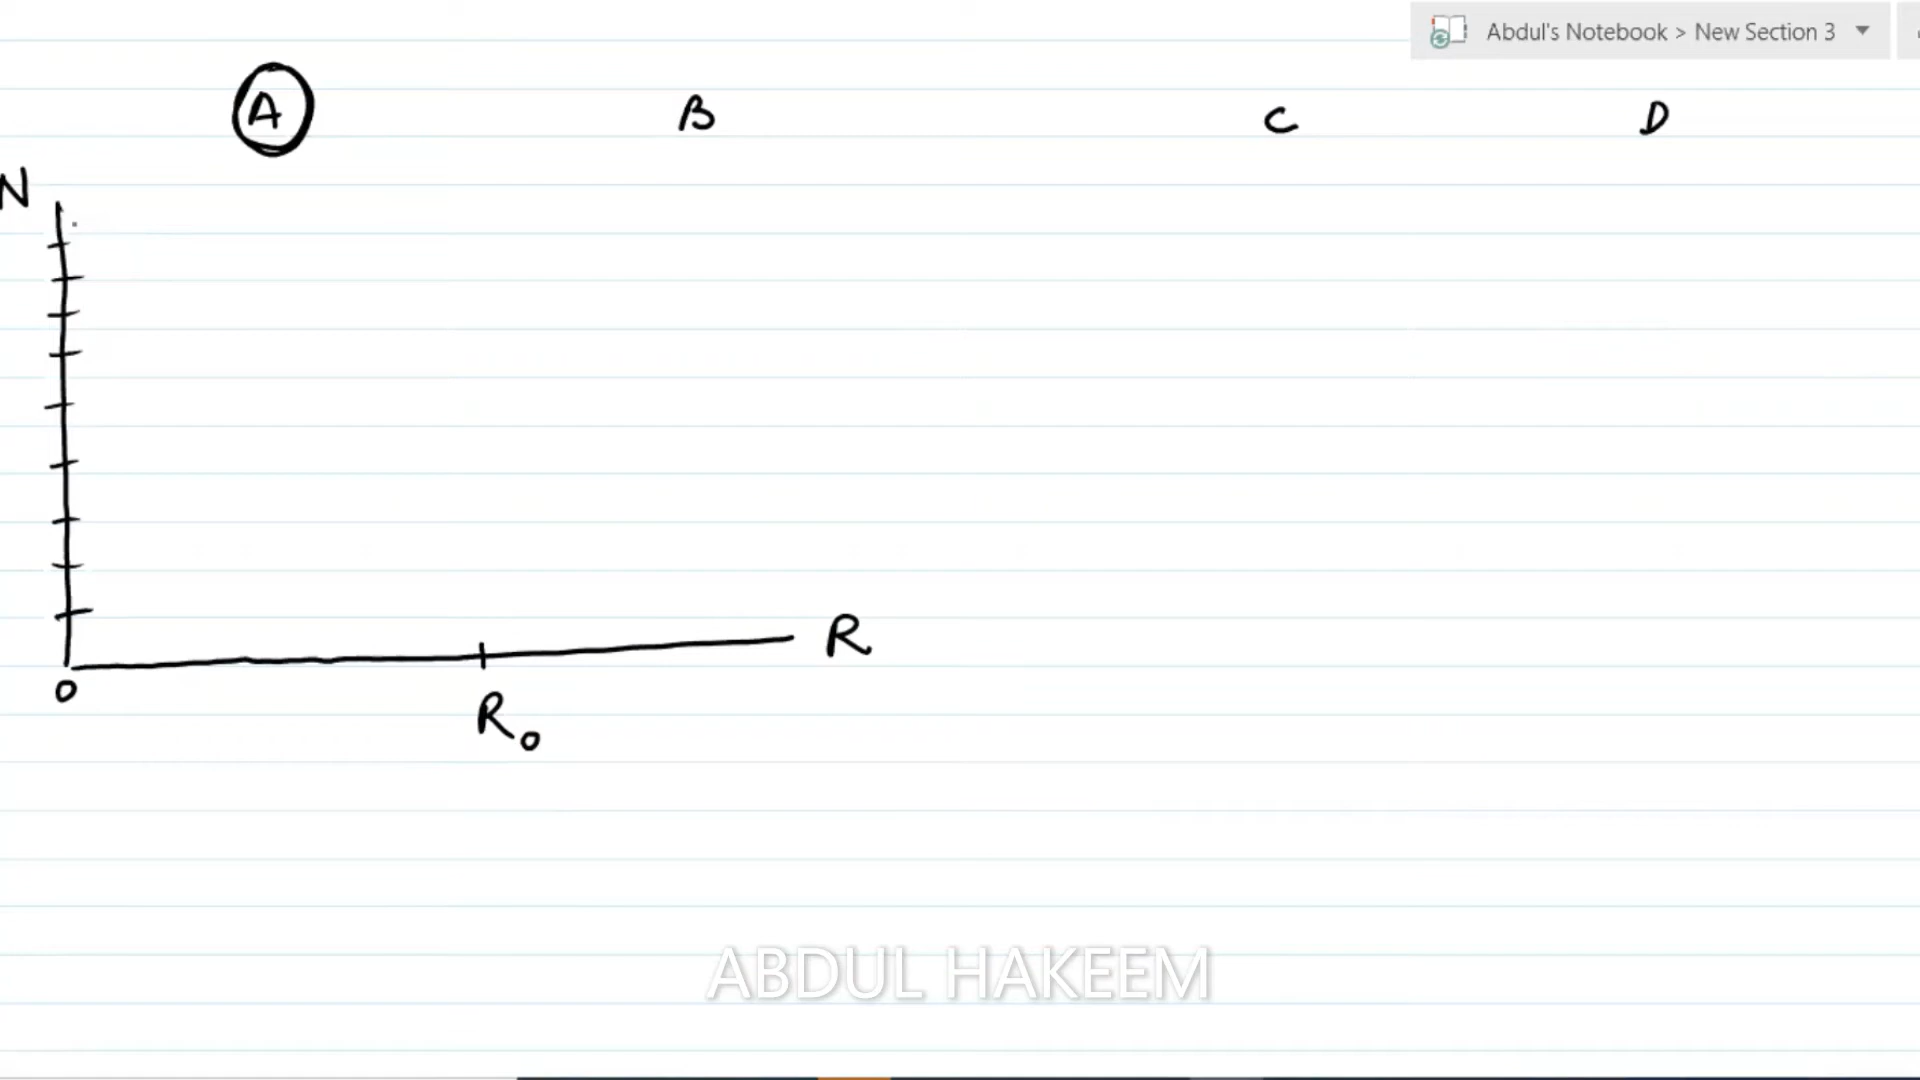 Abdul's Notebook > New Section 3
A B C D
N
R
0
R₀
ABDUL HAKEEM